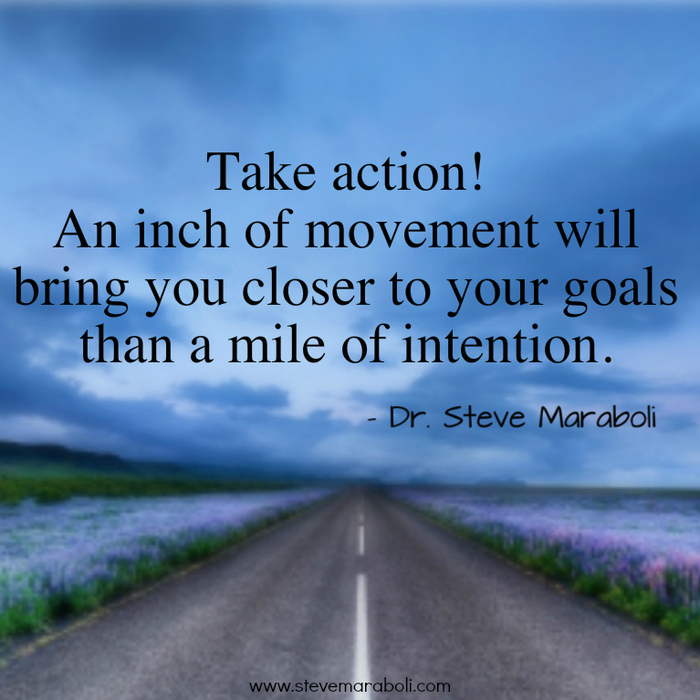 Take action!
An inch of movement will
bring you closer to your goals
than a mile of intention.
- Dr. Steve Maraboli
www.stevemaraboli.com